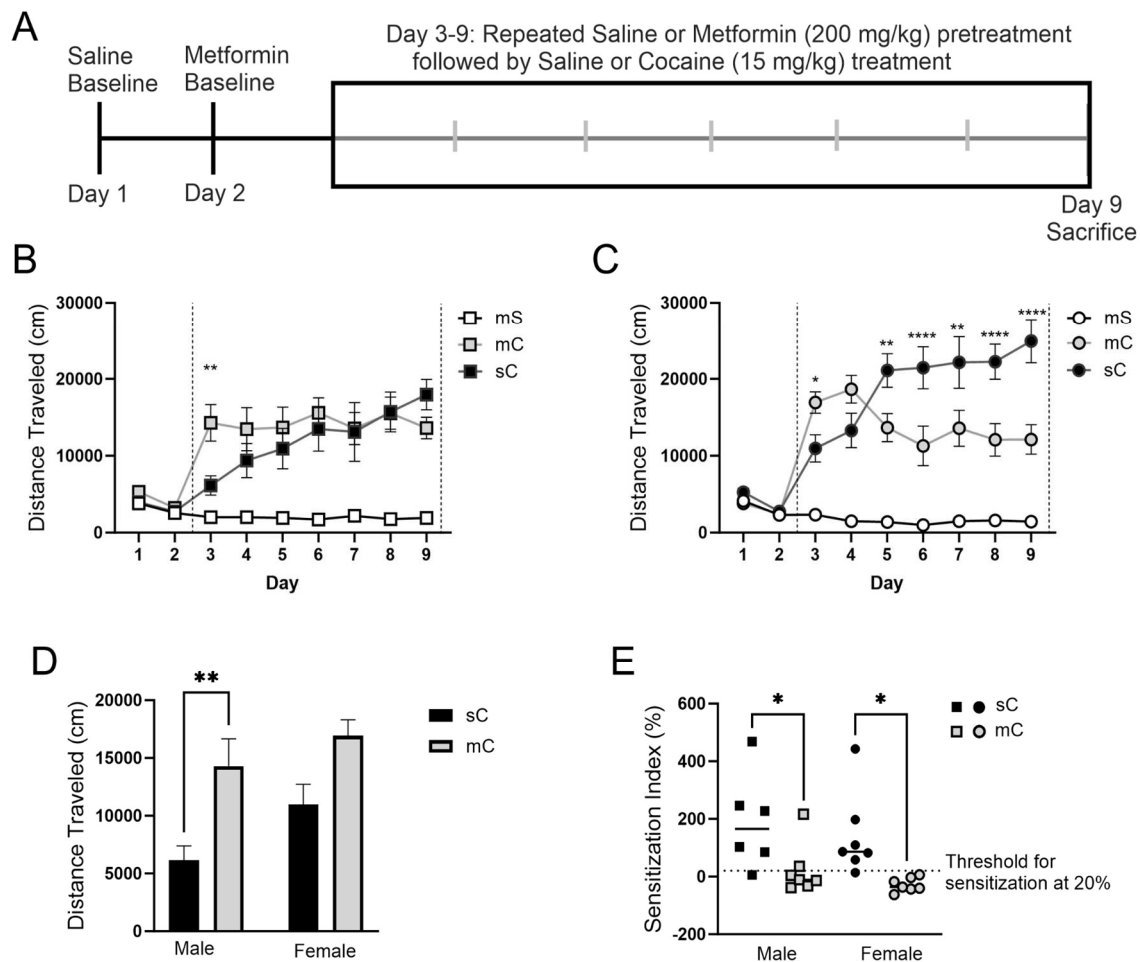 A
Day 3-9: Repeated Saline or Metformin (200 mg/kg) pretreatment
followed by Saline or Cocaine (15 mg/kg) treatment
Saline
Baseline
Metformin
Baseline
Day 1
Day 2
Day 9
Sacrifice
B
Distance Traveled (cm)
30000
20000
10000
0
**
mS
mC
sC
1 2 3 4 5 6 7 8 9
Day
C
Distance Traveled (cm)
30000
20000
10000
0
*
**
****
**
****
****
mS
mC
sC
1 2 3 4 5 6 7 8 9
Day
D
Distance Traveled (cm)
20000
15000
10000
5000
0
**
sC
mC
Male Female
E
Sensitization Index (%)
600
400
200
0
-200
* *
sC
mC
Threshold for
sensitization at 20%
Male Female